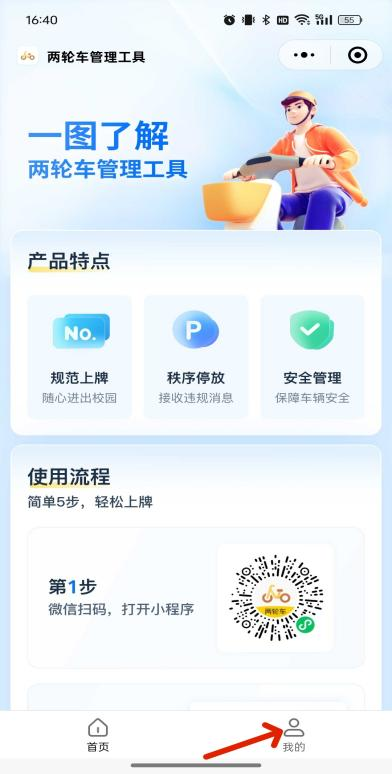 16:40
HD
5G
55
两轮车管理工具
一图了解
两轮车管理工具
产品特点
No.
P
规范上牌
秩序停放
安全管理
随心进出校园
接收违规消息
保障车辆安全
使用流程
简单5步，轻松上牌
第1步
微信扫码，打开小程序
两轮车
首页
我的